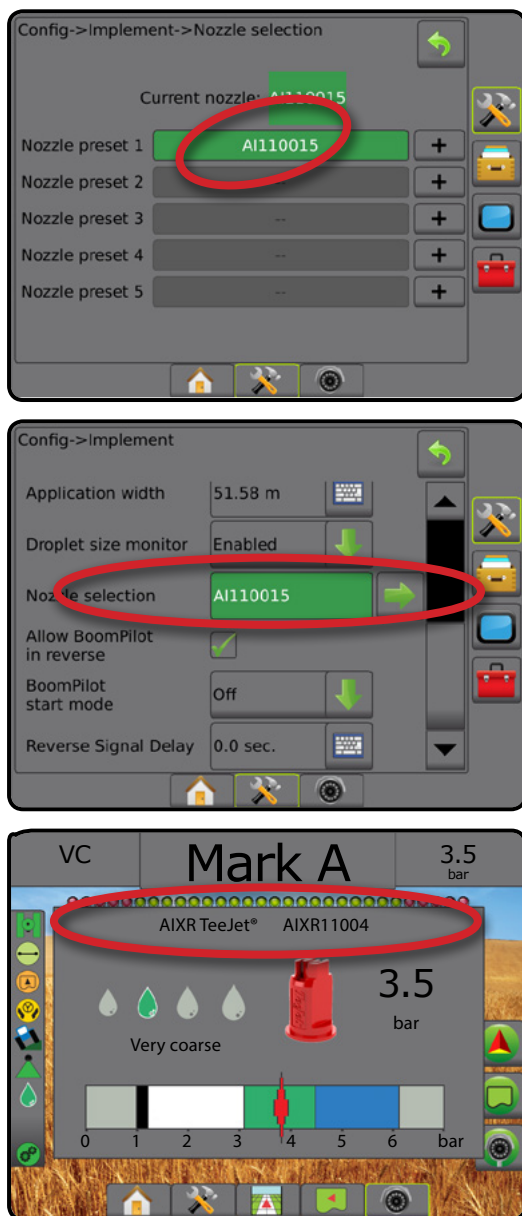 Config->Implement->Nozzle selection
Current nozzle: AI110015
Nozzle preset 1 AI110015 +
Nozzle preset 2 -- +
Nozzle preset 3 -- +
Nozzle preset 4 -- +
Nozzle preset 5 -- +
Config->Implement
Application width 51.58 m
Droplet size monitor Enabled
Nozzle selection AI110015
Allow BoomPilot
in reverse
BoomPilot
start mode Off
Reverse Signal Delay 0.0 sec.
VC Mark A 3.5
bar
AIXR TeeJet® AIXR11004
3.5
bar
Very coarse
0 1 2 3 4 5 6 bar